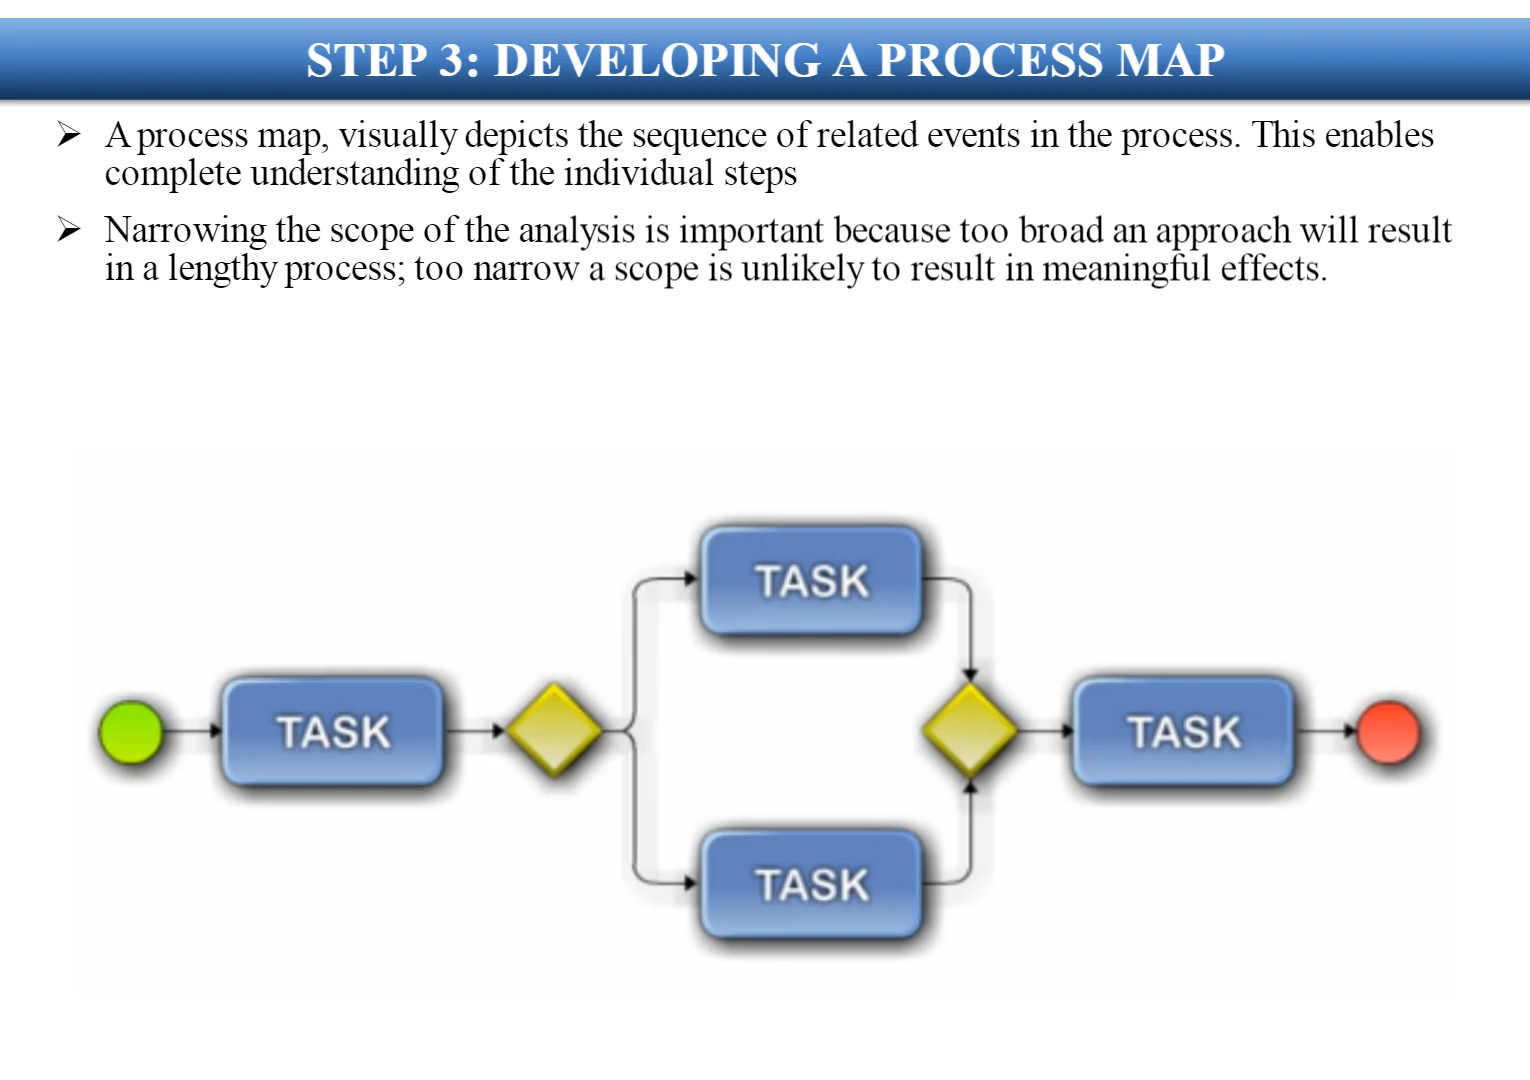 STEP 3: DEVELOPING A PROCESS MAP
A process map, visually depicts the sequence of related events in the process. This enables
complete understanding of the individual steps
Narrowing the scope of the analysis is important because too broad an approach will result
in a lengthy process; too narrow a scope is unlikely to result in meaningful effects.
TASK
TASK
TASK
TASK